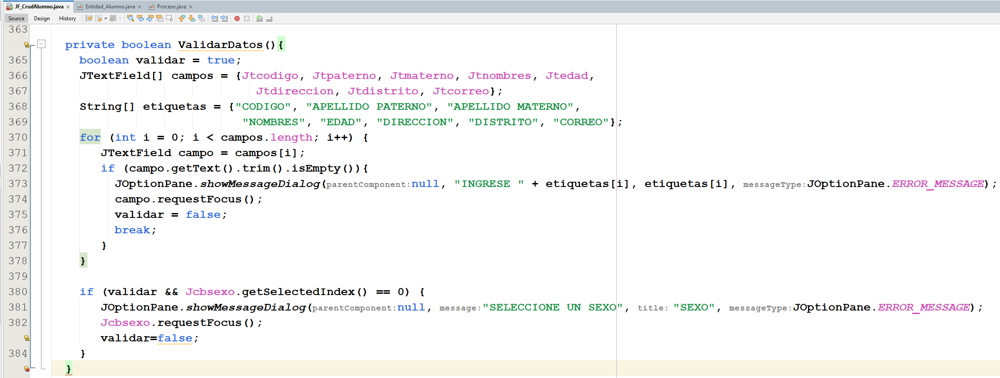 JF_CrudAlumno.java × Entidad_Alumno.java × Proceso.java ×
Source Design History
363
private boolean ValidarDatos(){
365 boolean validar = true;
366 JTextField[] campos = {Jtcodigo, Jtpaterno, Jtmaterno, Jtnombres, Jtedad,
367 Jtdireccion, Jtdistrito, Jtcorreo};
368 String[] etiquetas = {"CODIGO", "APELLIDO PATERNO", "APELLIDO MATERNO",
369 "NOMBRES", "EDAD", "DIRECCION", "DISTRITO", "CORREO"};
370 for (int i = 0; i < campos.length; i++) {
371 JTextField campo = campos[i];
372 if (campo.getText().trim().isEmpty()){
373 JOptionPane.showMessageDialog(parentComponent:null, "INGRESE " + etiquetas[i], etiquetas[i], messageType:JOptionPane.ERROR_MESSAGE);
374 campo.requestFocus();
375 validar = false;
376 break;
377 }
378 }
379
380 if (validar && Jcbsexo.getSelectedIndex() == 0) {
381 JOptionPane.showMessageDialog(parentComponent:null, message:"SELECCIONE UN SEXO", title: "SEXO", messageType:JOptionPane.ERROR_MESSAGE);
382 Jcbsexo.requestFocus();
validar=false;
384 }
}